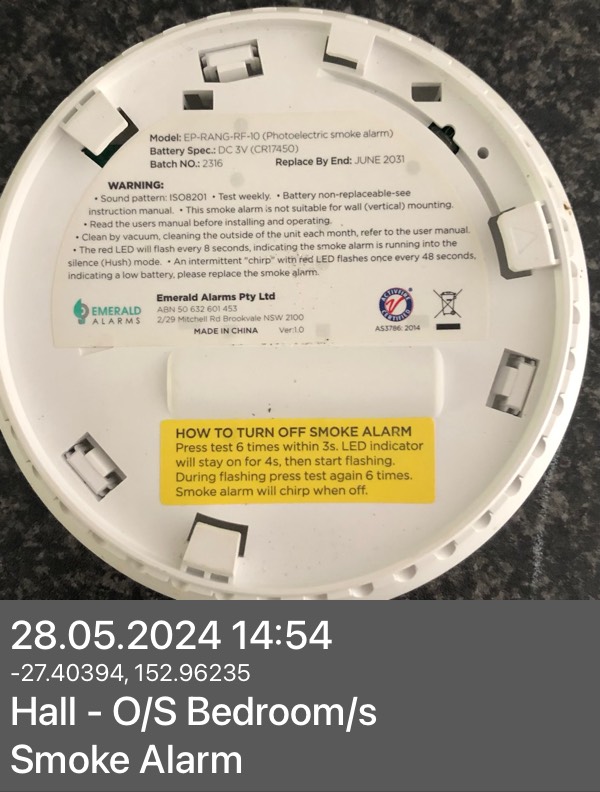 Model: EP-RANG-RF-10 (Photoelectric smoke alarm)
Battery Spec.: DC 3V (CR17450)
Batch NO.: 2316 Replace By End: JUNE 2031
WARNING:
• Sound pattern: ISO8201 • Test weekly. • Battery non-replaceable-see
instruction manual. • This smoke alarm is not suitable for wall (vertical) mounting.
• Read the users manual before installing and operating.
• Clean by vacuum, cleaning the outside of the unit each month, refer to the user manual.
• The red LED will flash every 8 seconds, indicating the smoke alarm is running into the
silence (Hush) mode. • An intermittent "chirp" with red LED flashes once every 48 seconds,
indicating a low battery, please replace the smoke alarm.
EMERALD
ALARMS
Emerald Alarms Pty Ltd
ABN 50 632 601 453
2/29 Mitchell Rd Brookvale NSW 2100
MADE IN CHINA Ver:1.0
ACTIVFIRE
CERTIFIED
AS3786: 2014
HOW TO TURN OFF SMOKE ALARM
Press test 6 times within 3s. LED indicator
will stay on for 4s, then start flashing.
During flashing press test again 6 times.
Smoke alarm will chirp when off.
28.05.2024 14:54
-27.40394, 152.96235
Hall - O/S Bedroom/s
Smoke Alarm